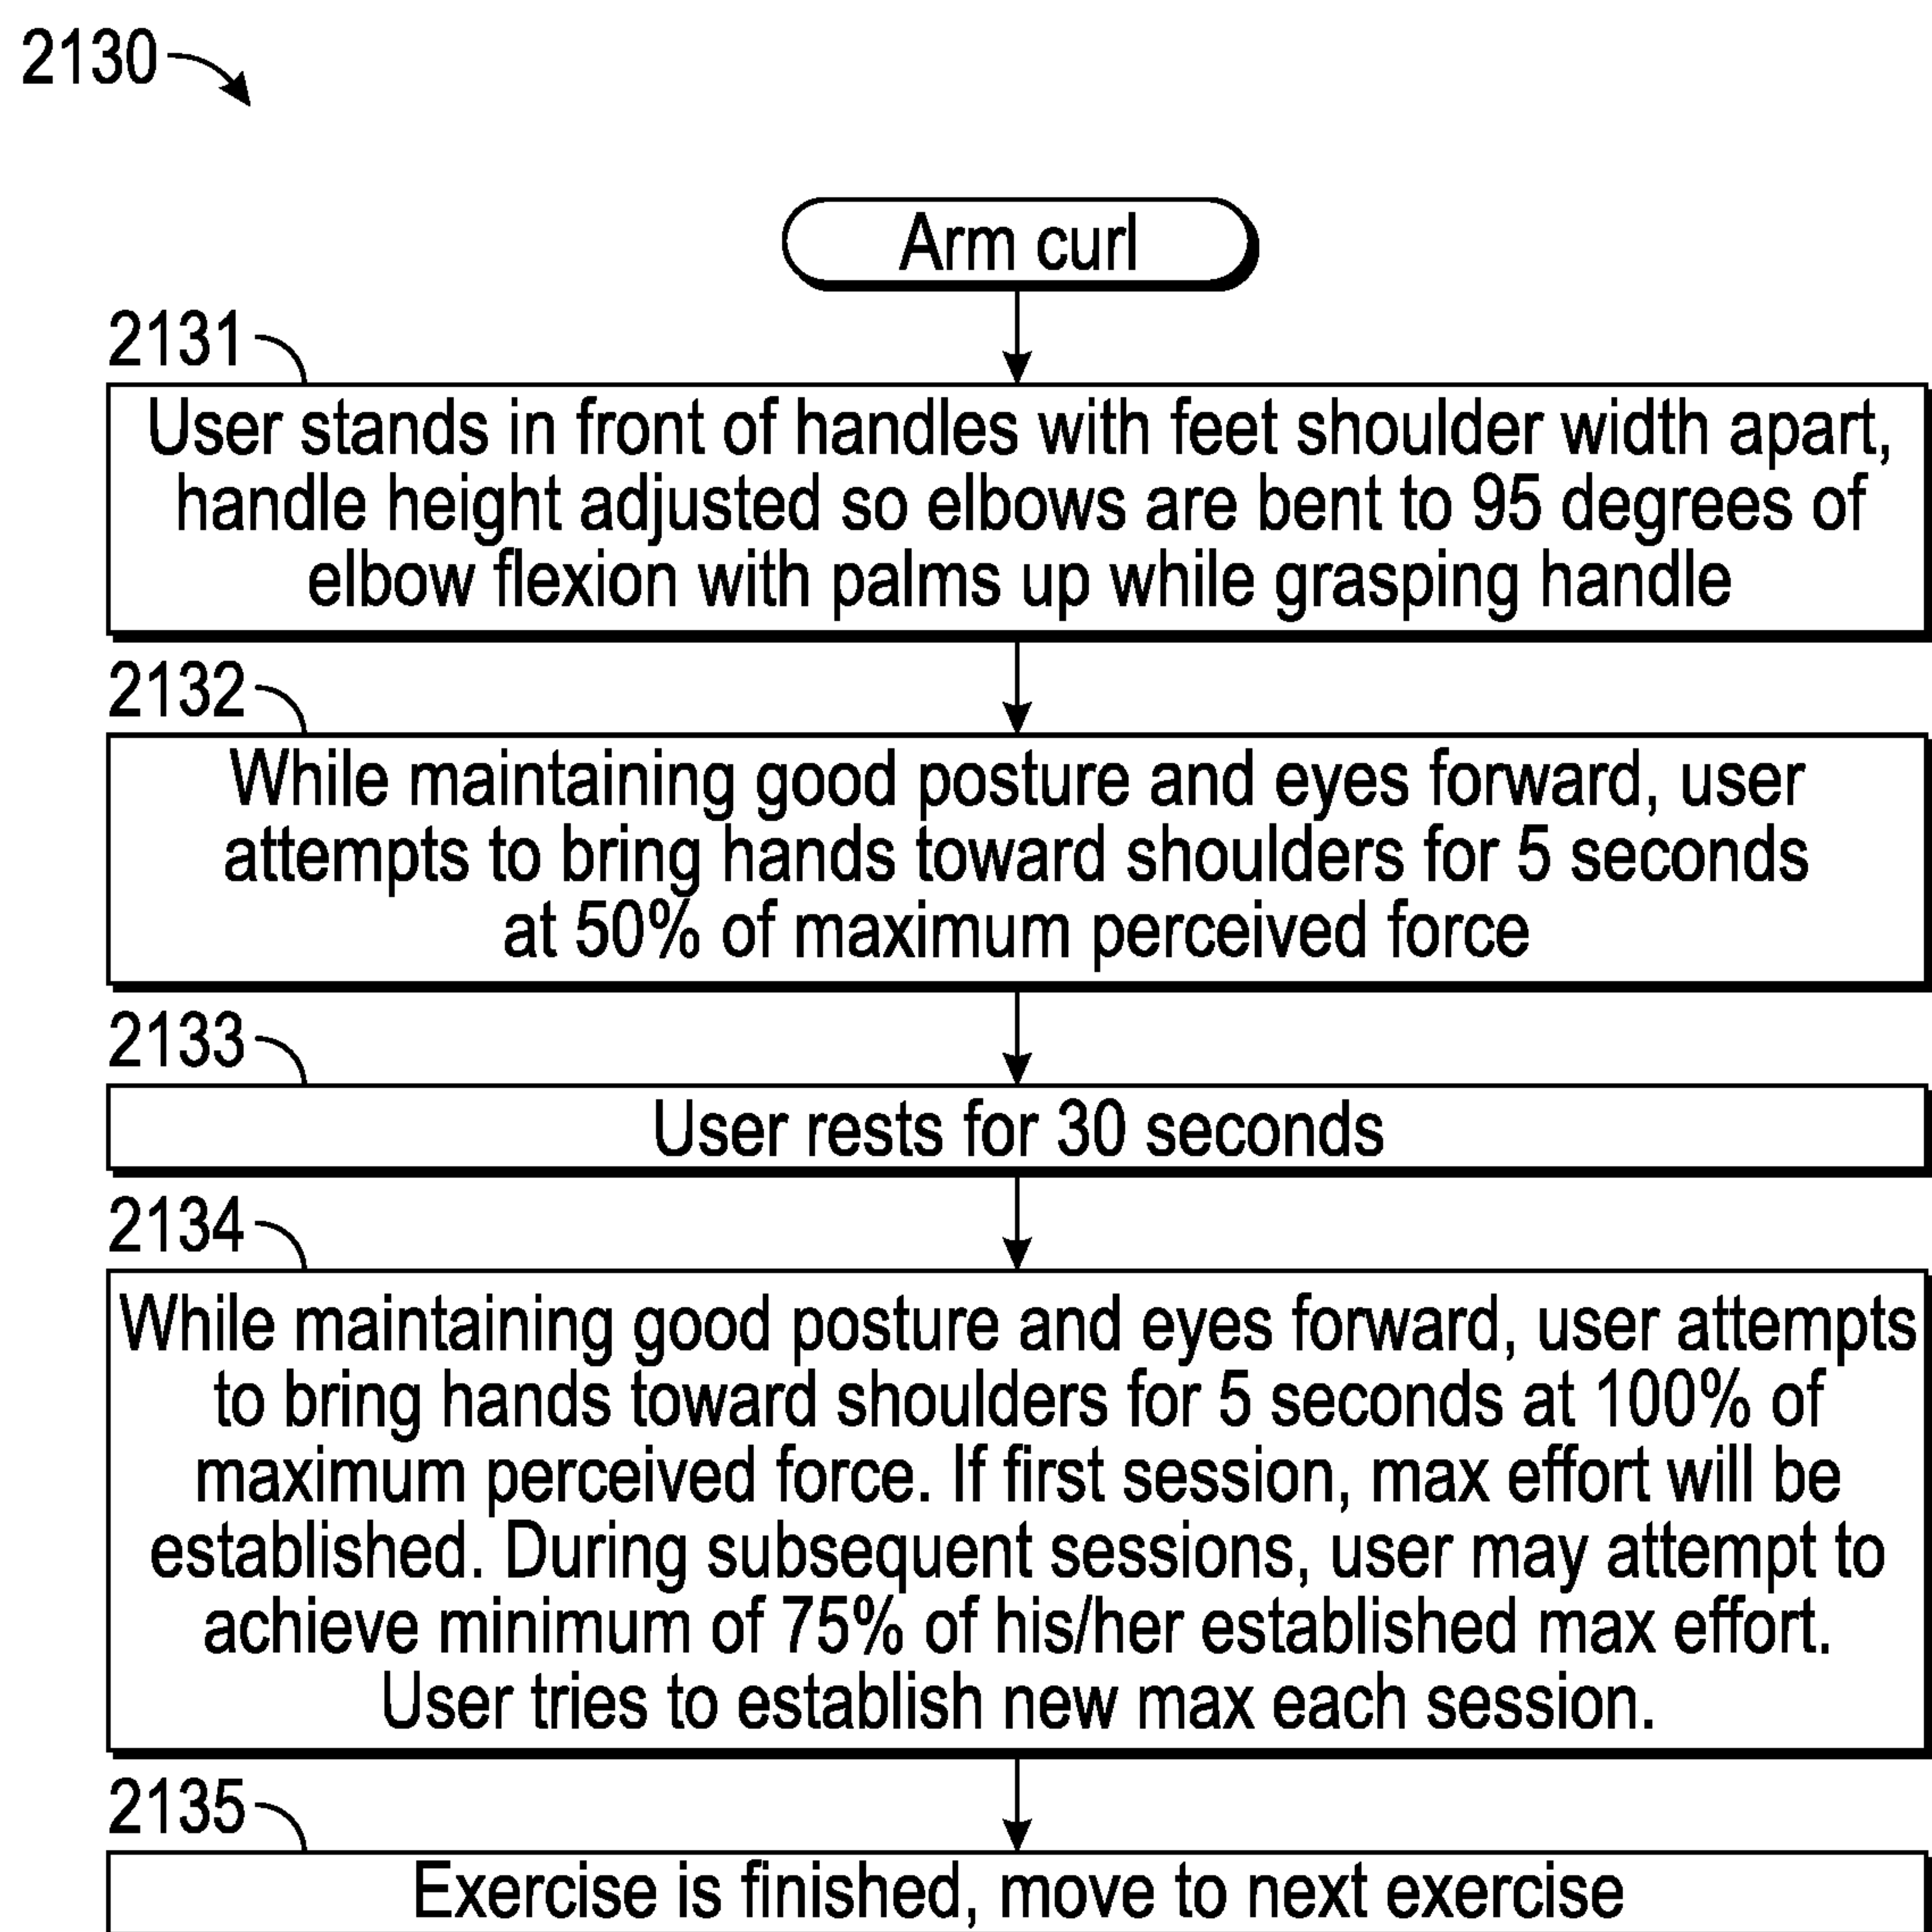 2130
Arm curl
2131
User stands in front of handles with feet shoulder width apart,
handle height adjusted so elbows are bent to 95 degrees of
elbow flexion with palms up while grasping handle
2132
While maintaining good posture and eyes forward, user
attempts to bring hands toward shoulders for 5 seconds
at 50% of maximum perceived force
2133
User rests for 30 seconds
2134
While maintaining good posture and eyes forward, user attempts
to bring hands toward shoulders for 5 seconds at 100% of
maximum perceived force. If first session, max effort will be
established. During subsequent sessions, user may attempt to
achieve minimum of 75% of his/her established max effort.
User tries to establish new max each session.
2135
Exercise is finished, move to next exercise